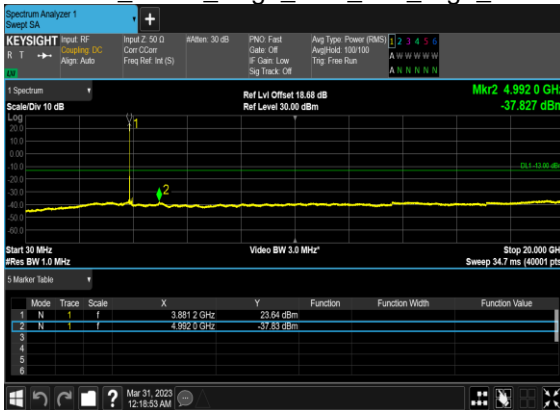 Spectrum Analyzer 1
Swept SA
+
KEYSIGHT Input: RF Input Z: 50 Ω #Atten: 30 dB PNO: Fast Avg Type: Power (RMS) 1 2 3 4 5 6
R T Coupling: DC Corr CCorr Gate: Off Avg|Hold: 100/100 A W W W W W
Align: Auto Freq Ref: Int (S) IF Gain: Low Trig: Free Run
LXI Sig Track: Off A N N N N N
1 Spectrum Ref Lvl Offset 18.68 dB Mkr2 4.992 0 GHz
Scale/Div 10 dB Ref Level 30.00 dBm -37.827 dBm
Log
20.0
10.0
0.00
-10.0
DL1 -13.00 dBm
-20.0
-30.0
-40.0
-50.0
-60.0
1
2
Start 30 MHz Video BW 3.0 MHz* Stop 20.000 GHz
#Res BW 1.0 MHz Sweep 34.7 ms (40001 pts)
5 Marker Table
Mode Trace Scale X Y Function Function Width Function Value
1 N 1 f 3.881 2 GHz 23.64 dBm
2 N 1 f 4.992 0 GHz -37.83 dBm
3
4
5
6
? Mar 31, 2023
12:18:53 AM